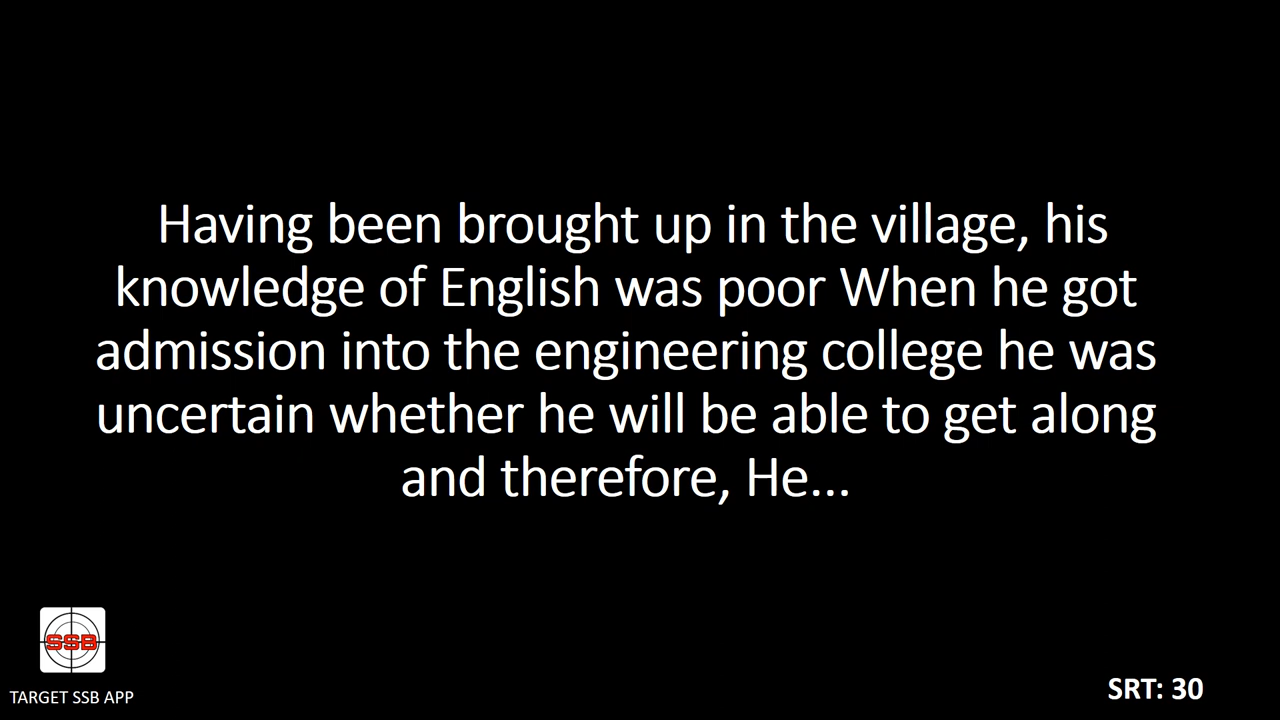 Having been brought up in the village, his
knowledge of English was poor When he got
admission into the engineering college he was
uncertain whether he will be able to get along
and therefore, He...
SSB
TARGET SSB APP
SRT: 30